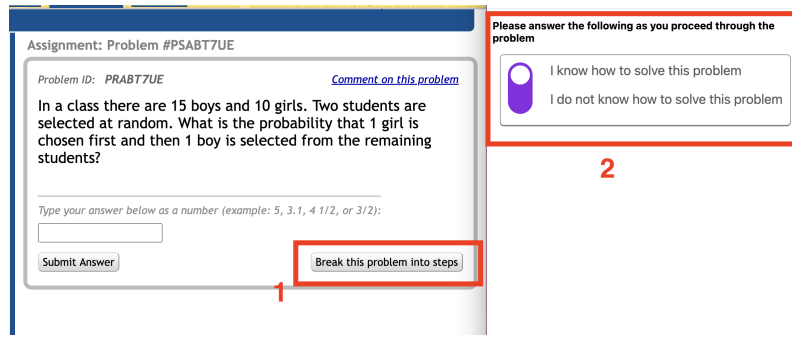 Assignment: Problem #PSABT7UE
Problem ID: PRABT7UE
Comment on this problem
In a class there are 15 boys and 10 girls. Two students are
selected at random. What is the probability that 1 girl is
chosen first and then 1 boy is selected from the remaining
students?
Type your answer below as a number (example: 5, 3.1, 4 1/2, or 3/2):
Submit Answer
Break this problem into steps
1
Please answer the following as you proceed through the
problem
I know how to solve this problem
I do not know how to solve this problem
2